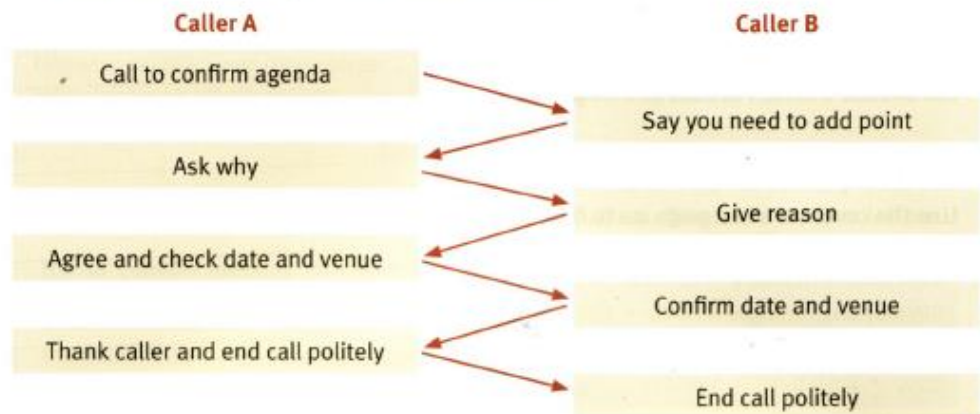 Caller A
Caller B
Call to confirm agenda
Say you need to add point
Ask why
Give reason
Agree and check date and venue
Confirm date and venue
Thank caller and end call politely
End call politely